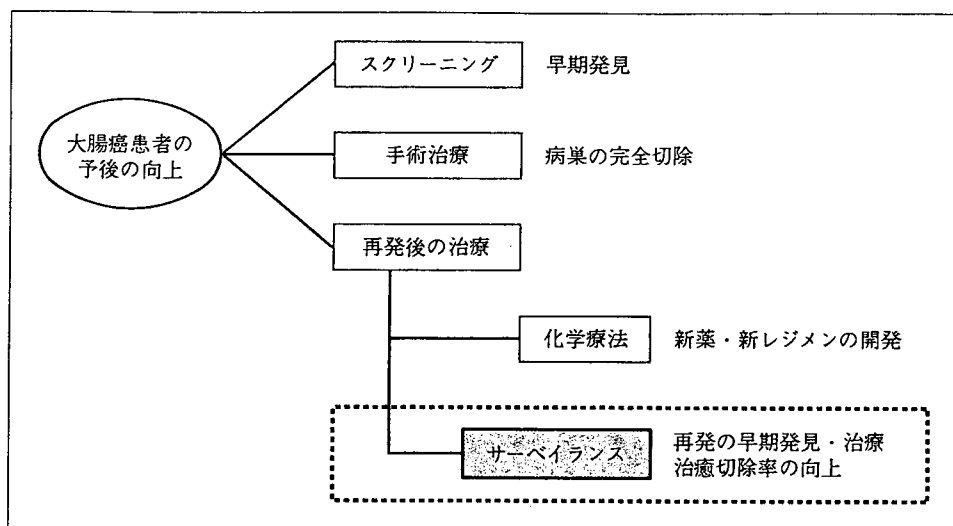 スクリーニング 早期発見
大腸癌患者の
予後の向上
手術治療 病巣の完全切除
再発後の治療
化学療法 新薬・新レジメンの開発
サーベイランス 再発の早期発見・治療
治癒切除率の向上